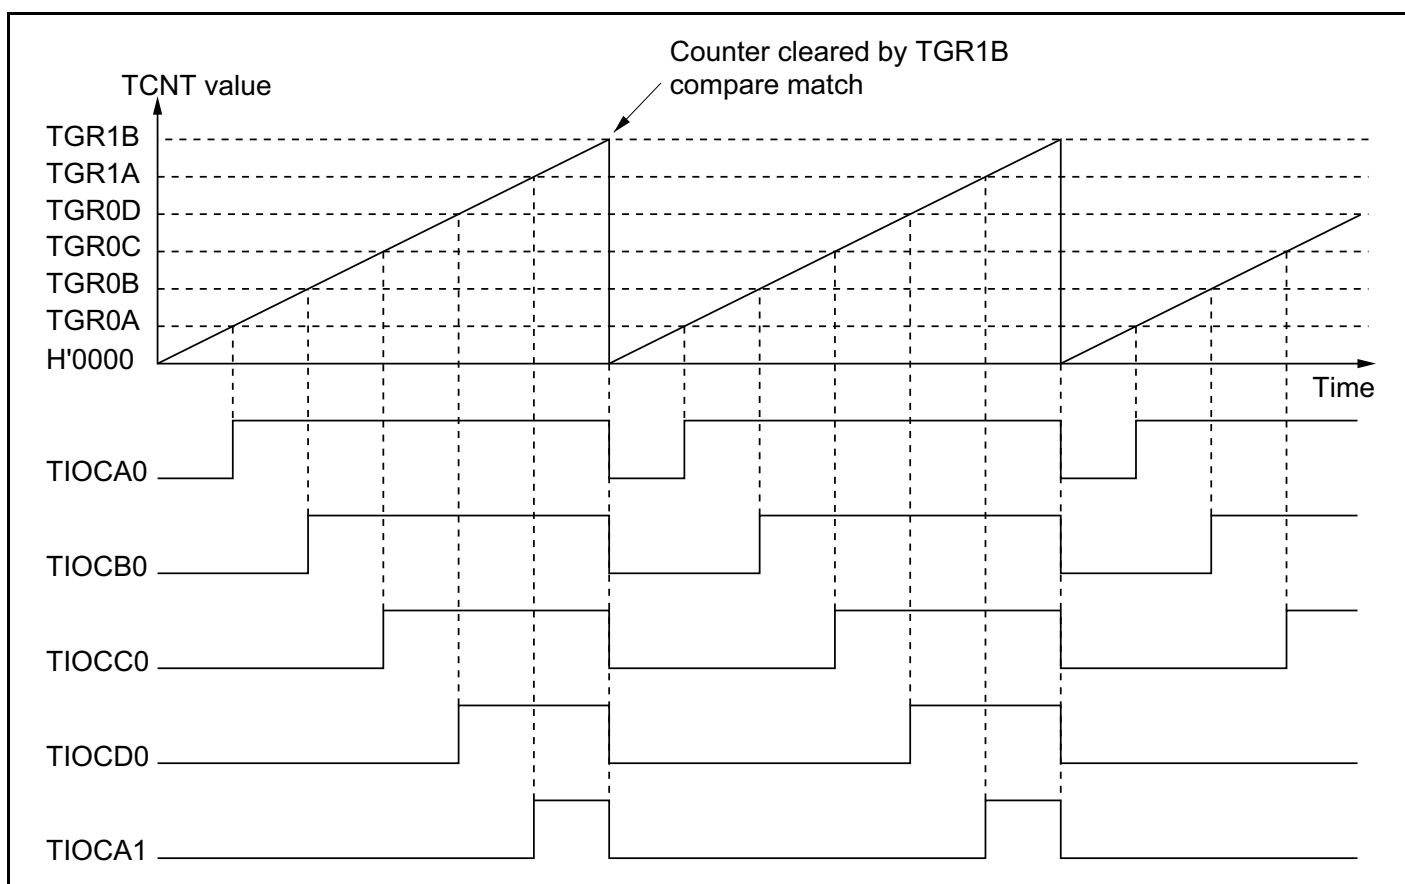 Counter cleared by TGR1B
compare match
TCNT value
TGR1B
TGR1A
TGR0D
TGR0C
TGR0B
TGR0A
H'0000
Time
TIOCA0
TIOCB0
TIOCC0
TIOCD0
TIOCA1